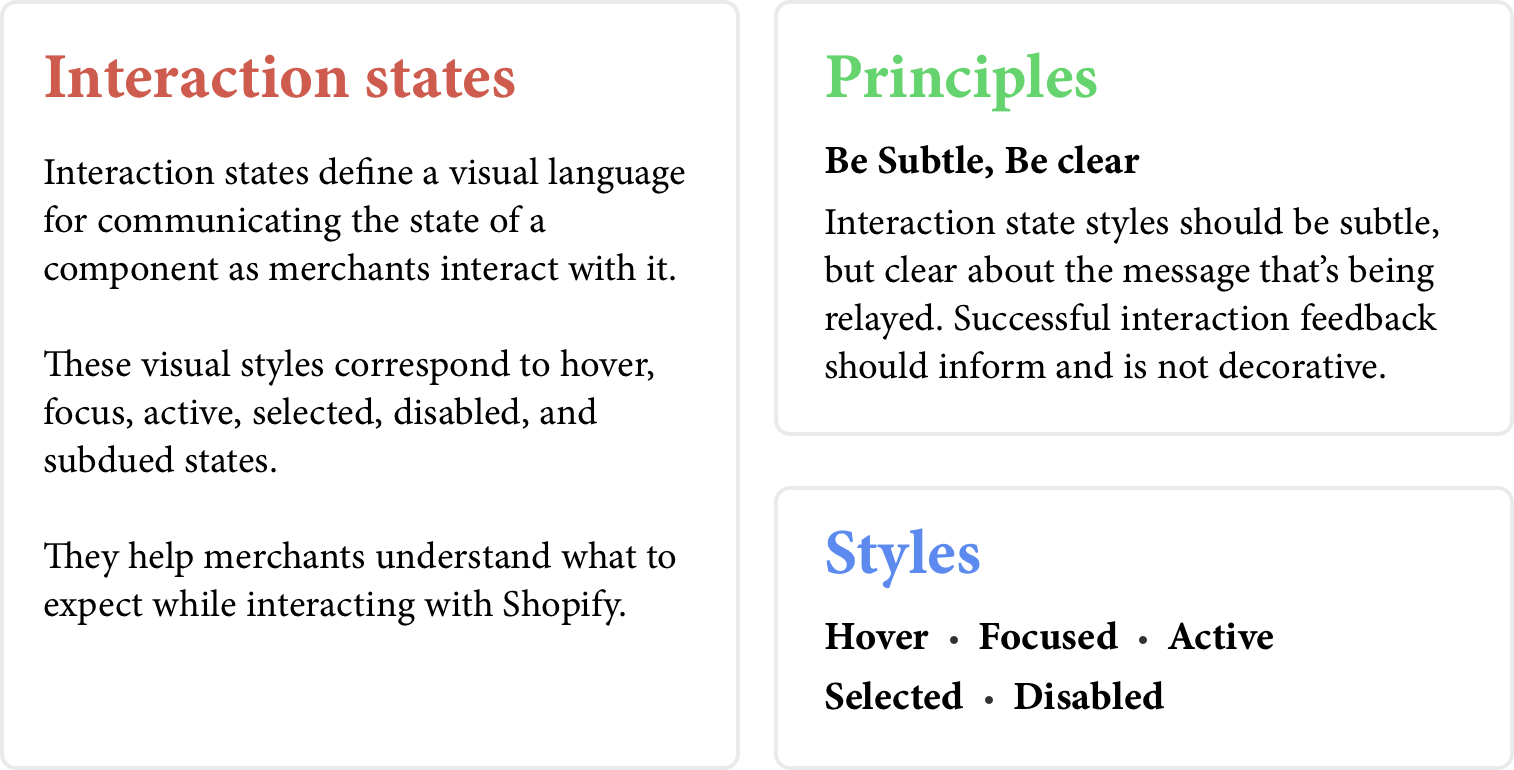 Interaction states
Interaction states define a visual language
for communicating the state of a
component as merchants interact with it.
These visual styles correspond to hover,
focus, active, selected, disabled, and
subdued states.
They help merchants understand what to
expect while interacting with Shopify.
Principles
Be Subtle, Be clear
Interaction state styles should be subtle,
but clear about the message that’s being
relayed. Successful interaction feedback
should inform and is not decorative.
Styles
Hover • Focused • Active
Selected • Disabled